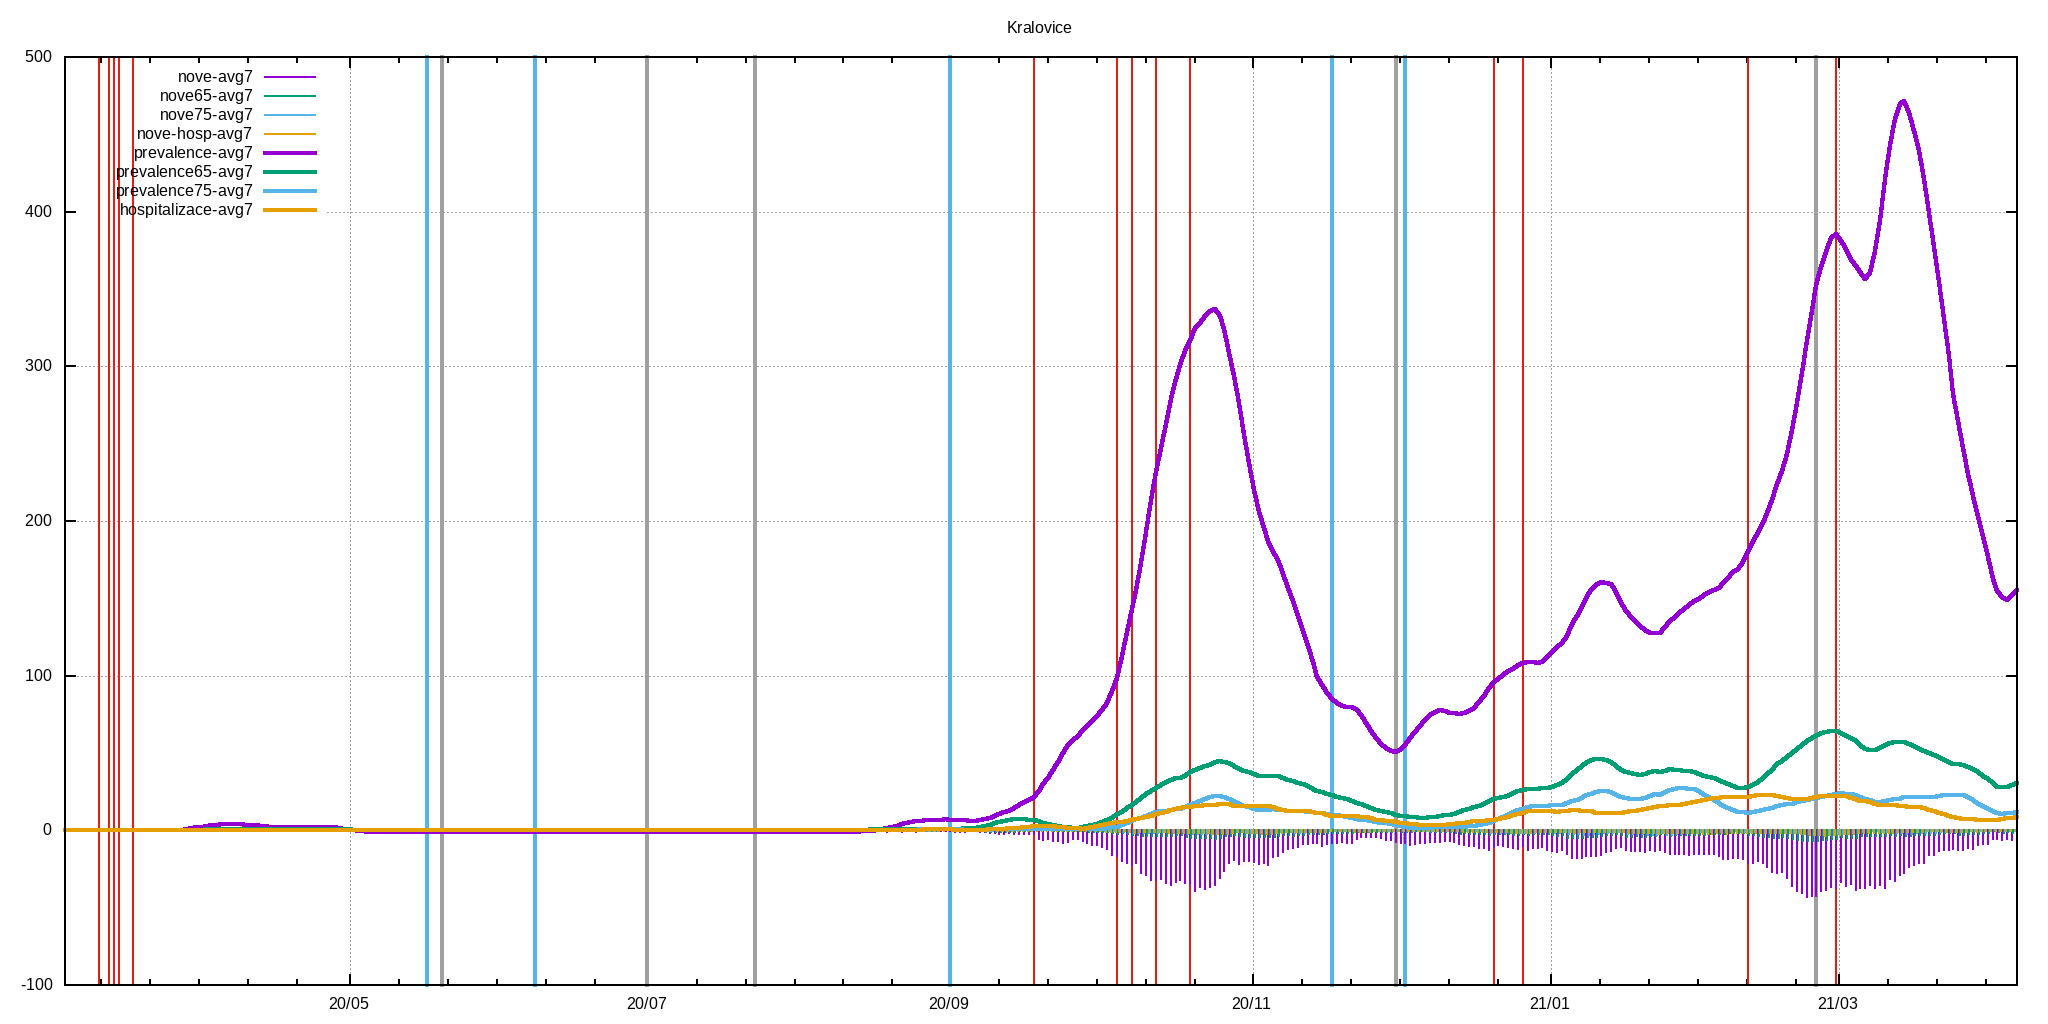 Kralovice
500
400
300
200
100
0
-100
nove-avg7
nove65-avg7
nove75-avg7
nove-hosp-avg7
prevalence-avg7
prevalence65-avg7
prevalence75-avg7
hospitalizace-avg7
20/05 20/07 20/09 20/11 21/01 21/03